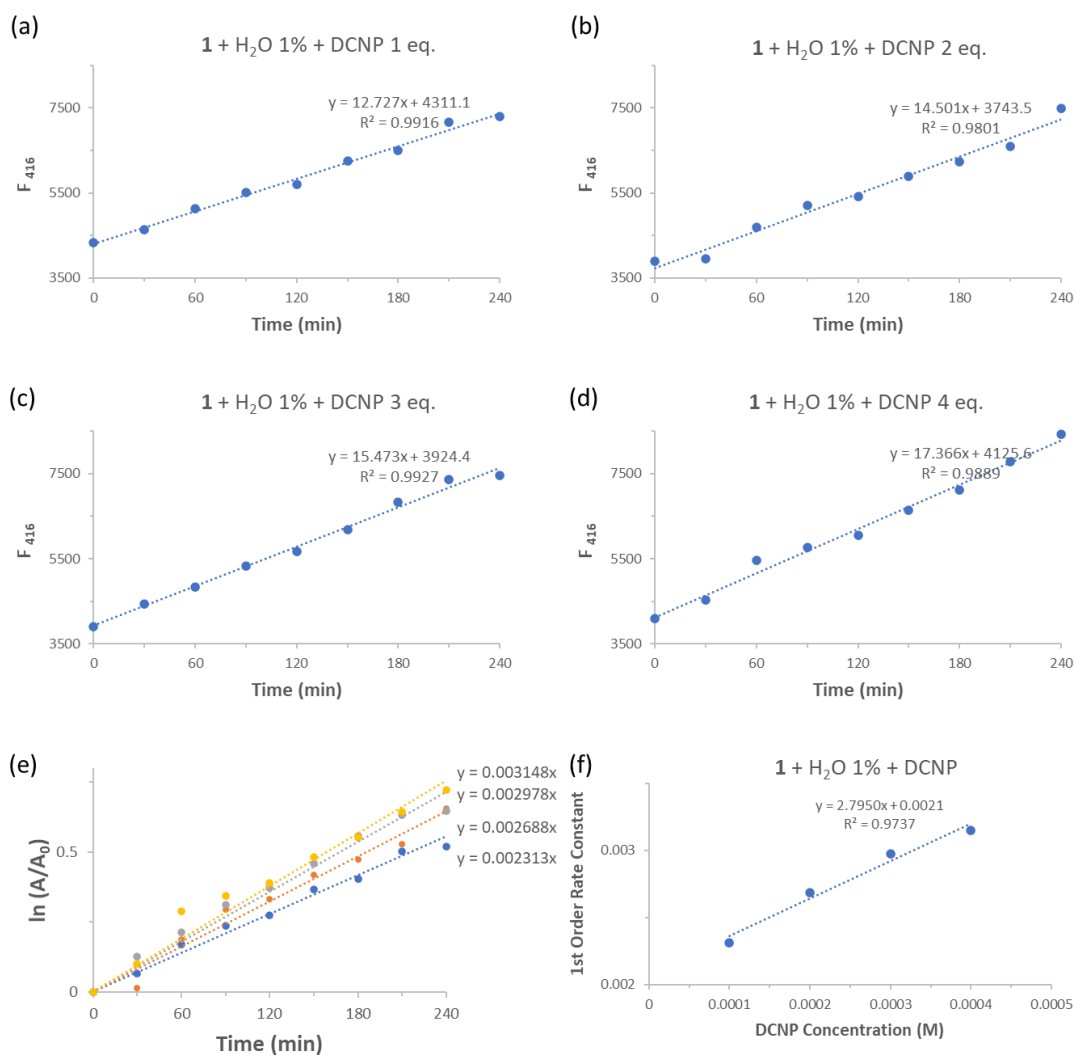 (a)
1 + H₂O 1% + DCNP 1 eq.
y = 12.727x + 4311.1
R² = 0.9916
7500
5500
3500
F 416
0 60 120 180 240
Time (min)
(b)
1 + H₂O 1% + DCNP 2 eq.
y = 14.501x + 3743.5
R² = 0.9801
7500
5500
3500
F 416
0 60 120 180 240
Time (min)
(c)
1 + H₂O 1% + DCNP 3 eq.
y = 15.473x + 3924.4
R² = 0.9927
7500
5500
3500
F 416
0 60 120 180 240
Time (min)
(d)
1 + H₂O 1% + DCNP 4 eq.
y = 17.366x + 4125.6
R² = 0.9889
7500
5500
3500
F 416
0 60 120 180 240
Time (min)
(e)
y = 0.003148x
y = 0.002978x
y = 0.002688x
y = 0.002313x
0.5
0
ln (A/A₀)
0 60 120 180 240
Time (min)
(f)
1 + H₂O 1% + DCNP
y = 2.7950x + 0.0021
R² = 0.9737
0.003
0.002
1st Order Rate Constant
0 0.0001 0.0002 0.0003 0.0004 0.0005
DCNP Concentration (M)